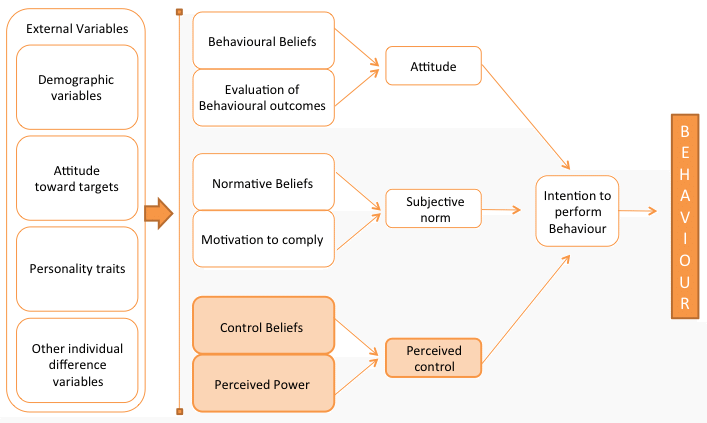 External Variables
Demographic
variables
Attitude
toward targets
Personality traits
Other individual
difference
variables
Behavioural Beliefs
Evaluation of
Behavioural outcomes
Normative Beliefs
Motivation to comply
Control Beliefs
Perceived Power
Attitude
Subjective
norm
Perceived
control
Intention to
perform
Behaviour
BEHAVIOUR